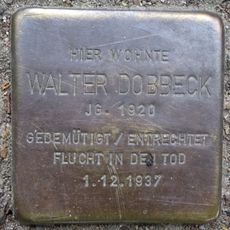 HIER WOHNTE
WALTER DOBBECK
JG. 1920
GEDEMÜTIGT / ENTRECHTET
FLUCHT IN DEN TOD
1.12.1937